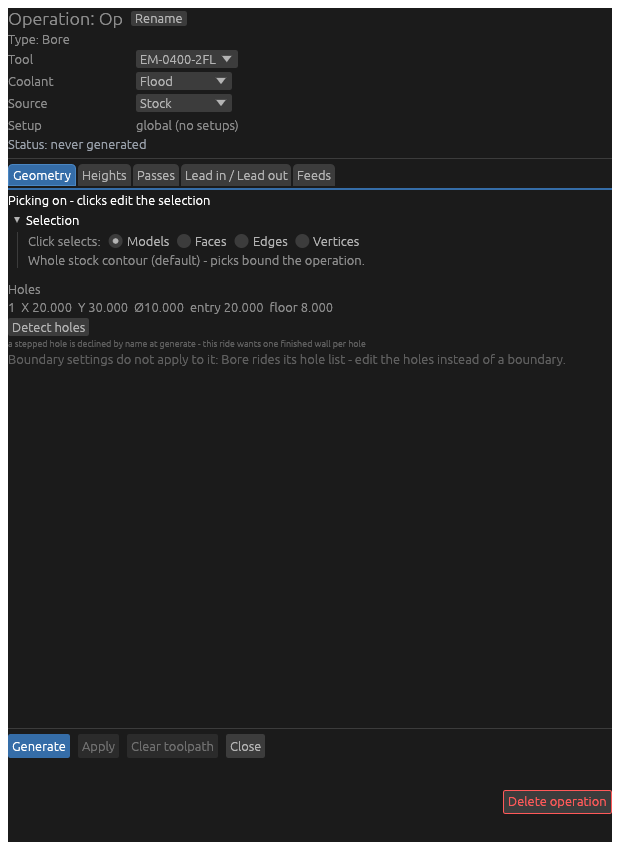 Operation: Op Rename
Type: Bore
Tool EM-0400-2FL
Coolant Flood
Source Stock
Setup global (no setups)
Status: never generated
Geometry Heights Passes Lead in / Lead out Feeds
Picking on - clicks edit the selection
Selection
Click selects: Models Faces Edges Vertices
Whole stock contour (default) - picks bound the operation.
Holes
1 X 20.000 Y 30.000 Ø10.000 entry 20.000 floor 8.000
Detect holes
a stepped hole is declined by name at generate - this ride wants one finished wall per hole
Boundary settings do not apply to it: Bore rides its hole list - edit the holes instead of a boundary.
Generate Apply Clear toolpath Close
Delete operation